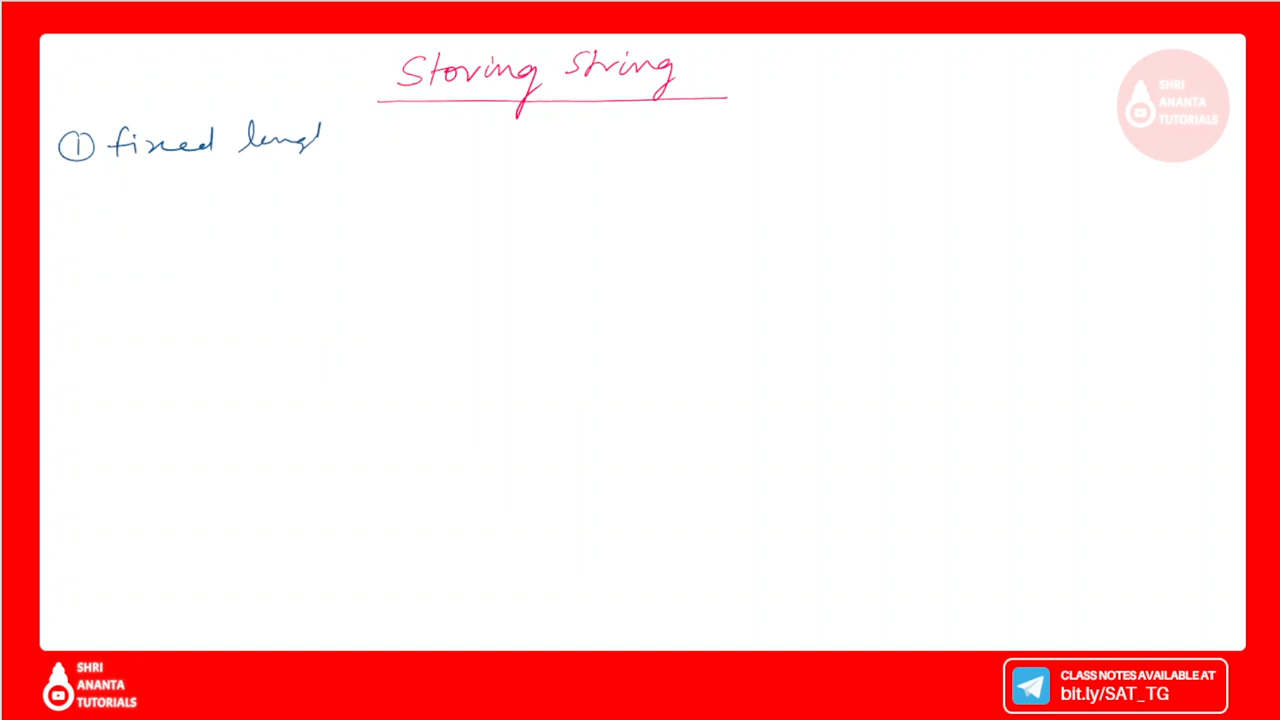 Storing String
SHRI
ANANTA
TUTORIALS
① fixed lengt
SHRI
ANANTA
TUTORIALS
CLASS NOTES AVAILABLE AT
bit.ly/SAT_TG